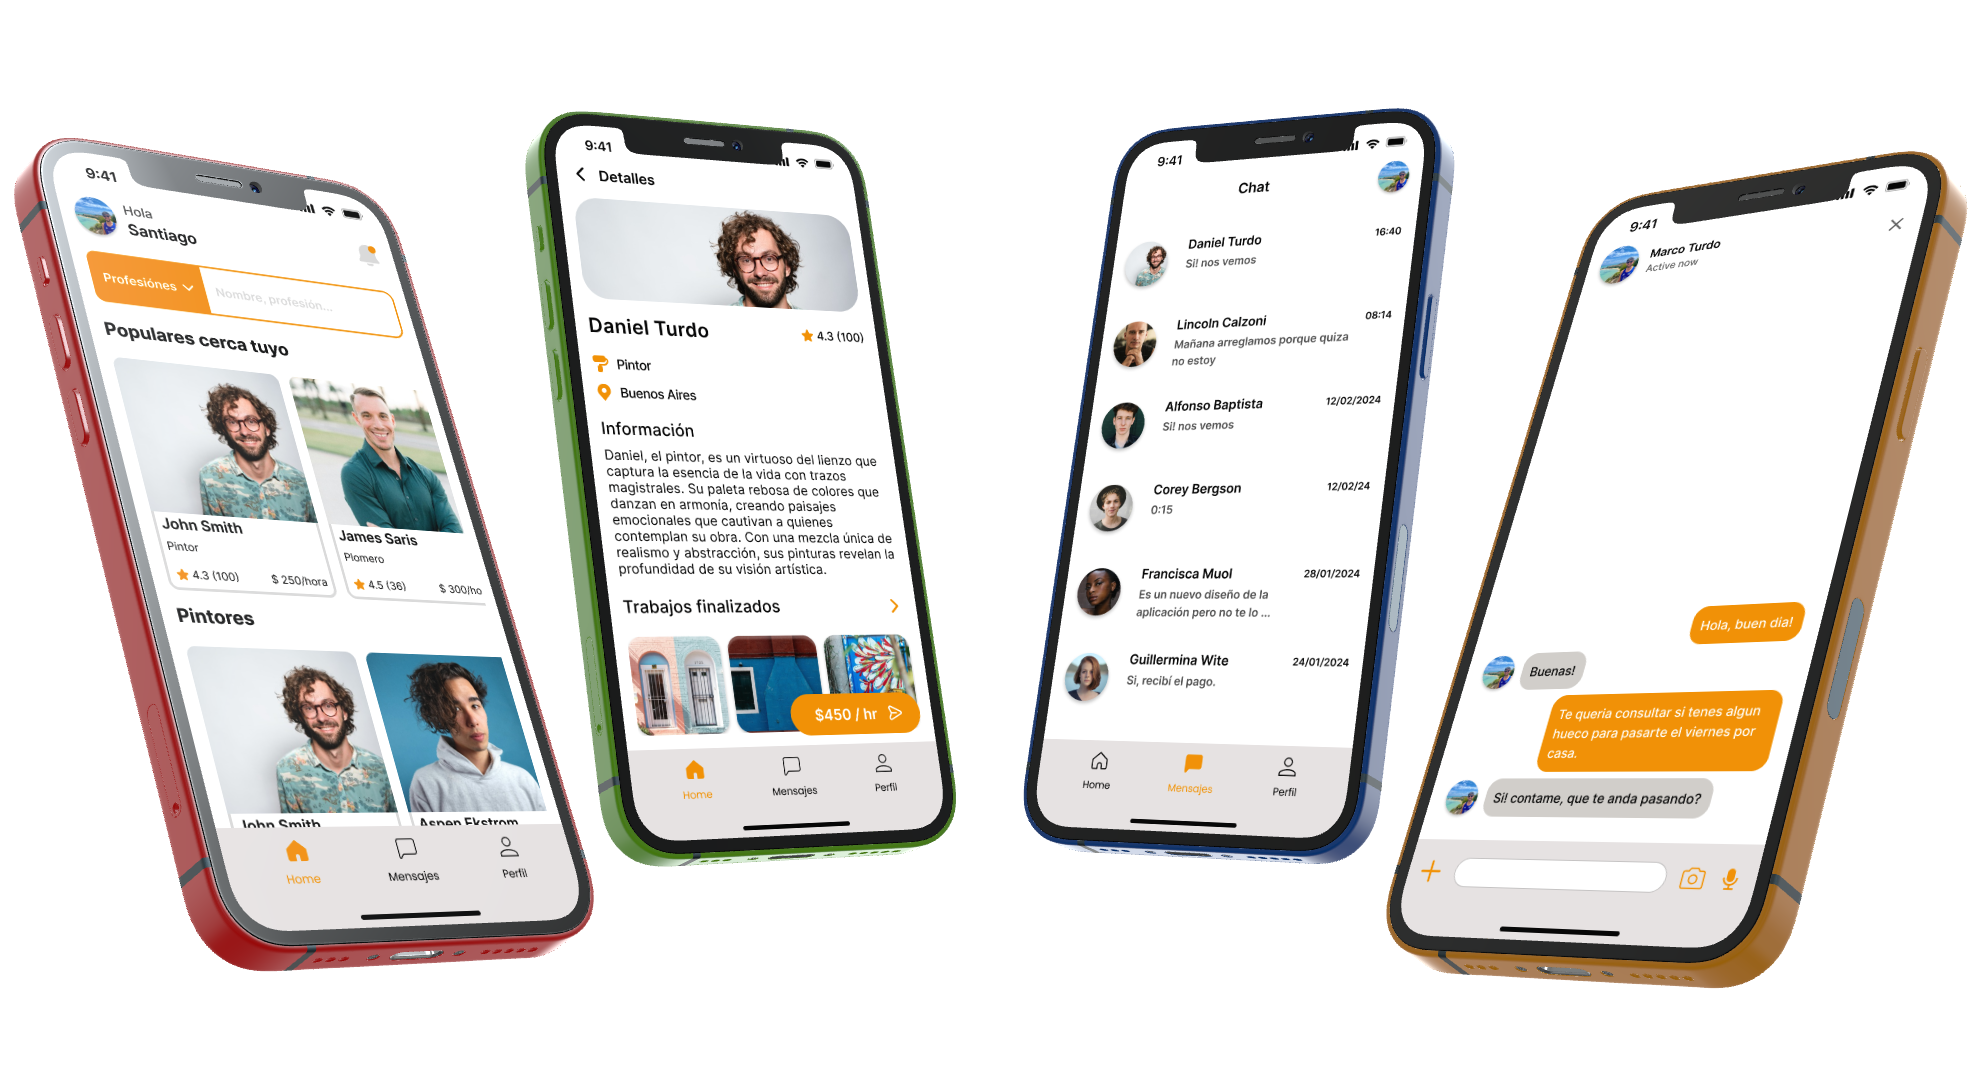 9:41
Hola
Santiago
Profesiónes
Nombre, profesión...
Populares cerca tuyo
John Smith
Pintor
4.3 (100)
$ 250/hora
James Saris
Plomero
4.5 (36)
$ 300/ho
Pintores
John Smith
Aspen Ekstrom
Home
Mensajes
Perfil
9:41
Detalles
Daniel Turdo
4.3 (100)
Pintor
Buenos Aires
Información
Daniel, el pintor, es un virtuoso del lienzo que
captura la esencia de la vida con trazos
magistrales. Su paleta rebosa de colores que
danzan en armonía, creando paisajes
emocionales que cautivan a quienes
contemplan su obra. Con una mezcla única de
realismo y abstracción, sus pinturas revelan la
profundidad de su visión artística.
Trabajos finalizados
$450 / hr
Home
Mensajes
Perfil
9:41
Chat
Daniel Turdo
16:40
Si! nos vemos
Lincoln Calzoni
08:14
Mañana arreglamos porque quiza
no estoy
Alfonso Baptista
12/02/2024
Si! nos vemos
Corey Bergson
12/02/24
0:15
Francisca Muol
28/01/2024
Es un nuevo diseño de la
aplicación pero no te lo ...
Guillermina Wite
24/01/2024
Si, recibí el pago.
Home
Mensajes
Perfil
9:41
Marco Turdo
Active now
Hola, buen dia!
Buenas!
Te queria consultar si tenes algun
hueco para pasarte el viernes por
casa.
Si! contame, que te anda pasando?